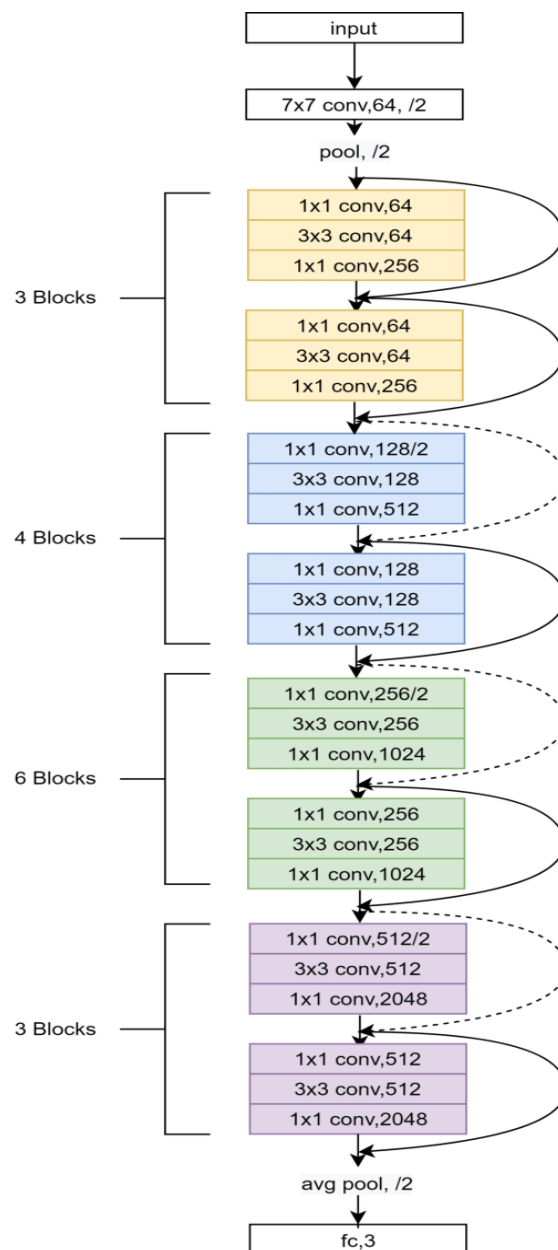 input
7x7 conv,64, /2
pool, /2
3 Blocks
1x1 conv,64
3x3 conv,64
1x1 conv,256
1x1 conv,64
3x3 conv,64
1x1 conv,256
4 Blocks
1x1 conv,128/2
3x3 conv,128
1x1 conv,512
1x1 conv,128
3x3 conv,128
1x1 conv,512
6 Blocks
1x1 conv,256/2
3x3 conv,256
1x1 conv,1024
1x1 conv,256
3x3 conv,256
1x1 conv,1024
3 Blocks
1x1 conv,512/2
3x3 conv,512
1x1 conv,2048
1x1 conv,512
3x3 conv,512
1x1 conv,2048
avg pool, /2
fc,3